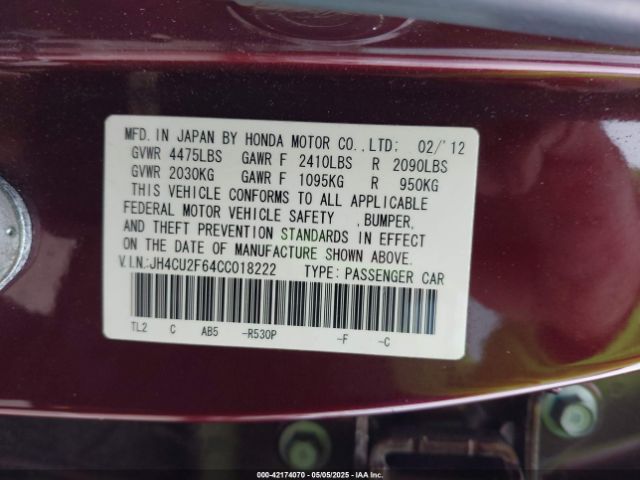 MFD. IN JAPAN BY HONDA MOTOR CO., LTD: 02/'12
GVWR 4475LBS GAWR F 2410LBS R 2090LBS
GVWR 2030KG GAWR F 1095KG R 950KG
THIS VEHICLE CONFORMS TO ALL APPLICABLE
FEDERAL MOTOR VEHICLE SAFETY ,BUMPER,
AND THEFT PREVENTION STANDARDS IN EFFECT
ON THE DATE OF MANUFACTURE SHOWN ABOVE.
V.I.N.:JH4CU2F64CC018222 TYPE: PASSENGER CAR
TL2 C AB5 -R530P -F -C
000-42174070 - 05/05/2025 - IAA Inc.